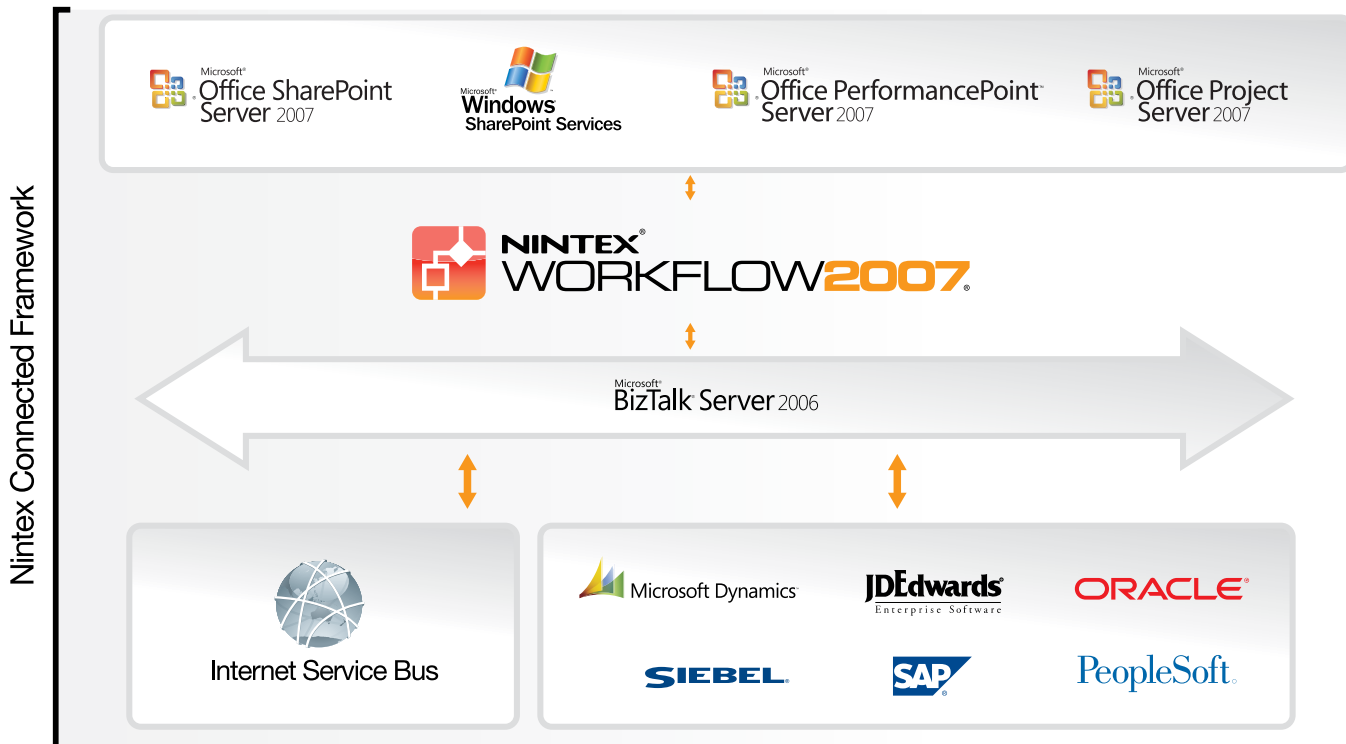 Nintex Connected Framework
Microsoft®
Office SharePoint
Server 2007
Microsoft®
Windows
SharePoint Services
Microsoft®
Office PerformancePoint™
Server 2007
Microsoft®
Office Project
Server 2007
NINTEX®
WORKFLOW2007®
Microsoft®
BizTalk® Server 2006
Internet Service Bus
Microsoft Dynamics™
JDEdwards®
Enterprise Software
ORACLE®
SIEBEL®
SAP®
PeopleSoft®